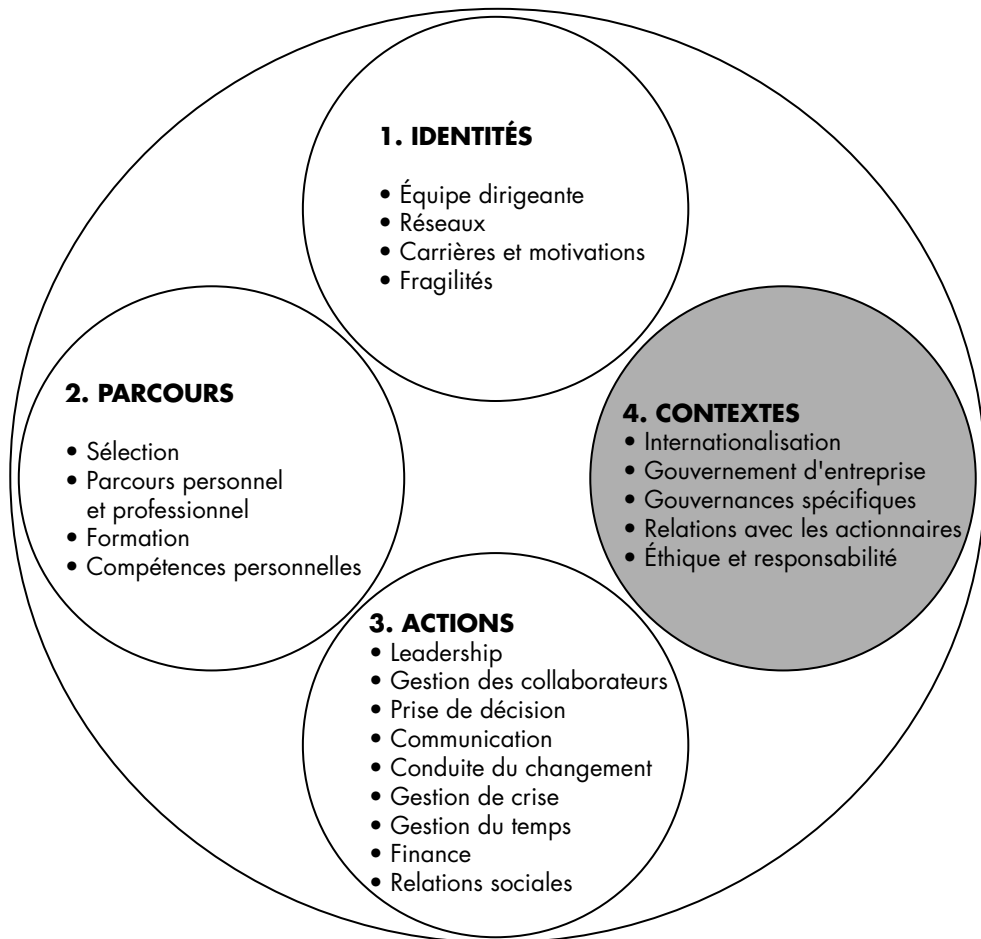 1. IDENTITÉS
• Équipe dirigeante
• Réseaux
• Carrières et motivations
• Fragilités
2. PARCOURS
• Sélection
• Parcours personnel
et professionnel
• Formation
• Compétences personnelles
3. ACTIONS
• Leadership
• Gestion des collaborateurs
• Prise de décision
• Communication
• Conduite du changement
• Gestion de crise
• Gestion du temps
• Finance
• Relations sociales
4. CONTEXTES
• Internationalisation
• Gouvernement d'entreprise
• Gouvernances spécifiques
• Relations avec les actionnaires
• Éthique et responsabilité